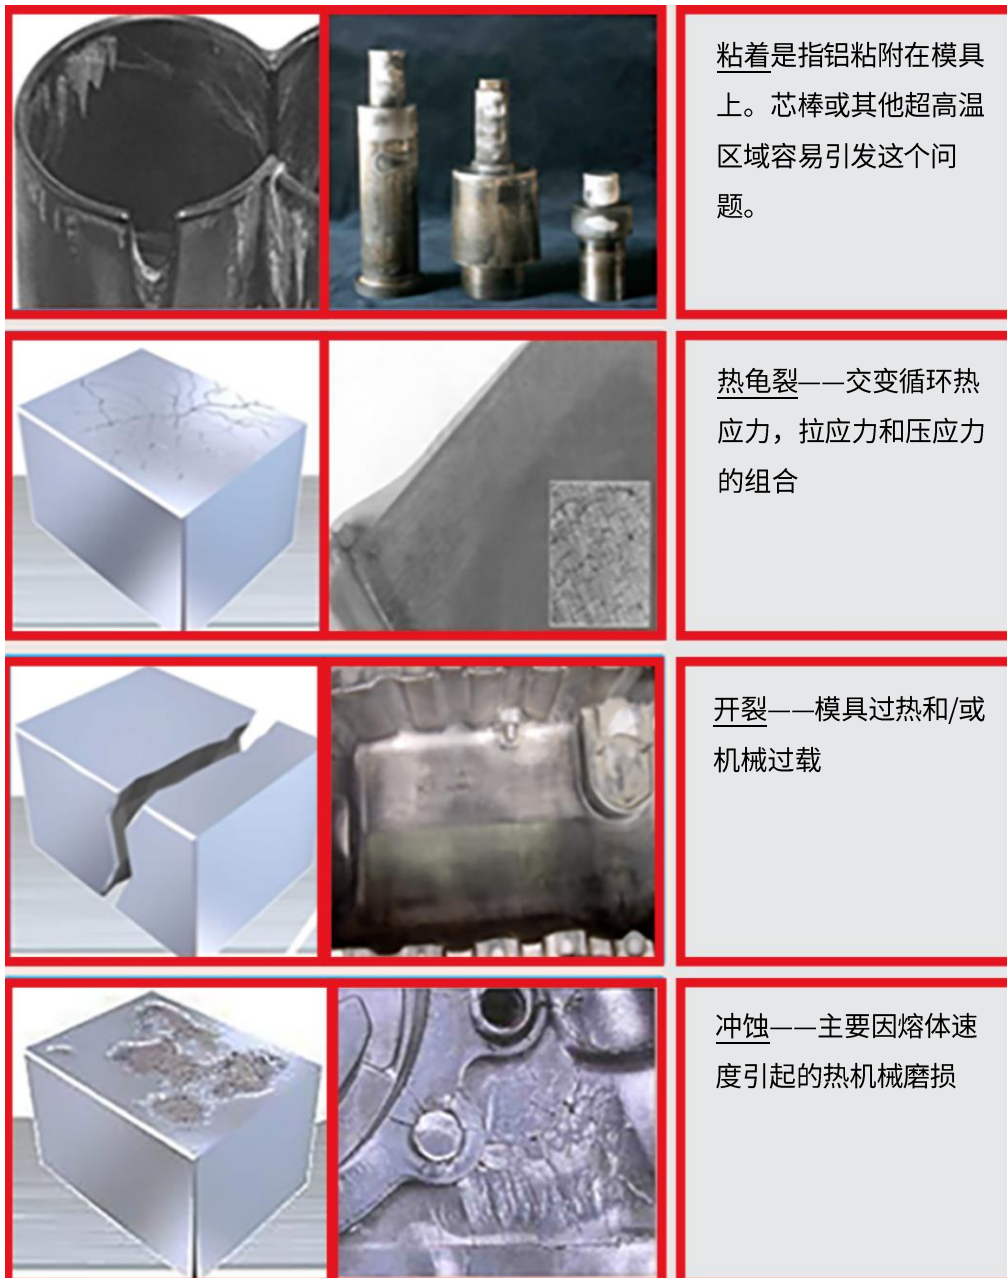 粘着是指铝粘附在模具
上。芯棒或其他超高温
区域容易引发这个问
题。
热龟裂——交变循环热
应力，拉应力和压应力
的组合
开裂——模具过热和/或
机械过载
冲蚀——主要因熔体速
度引起的热机械磨损